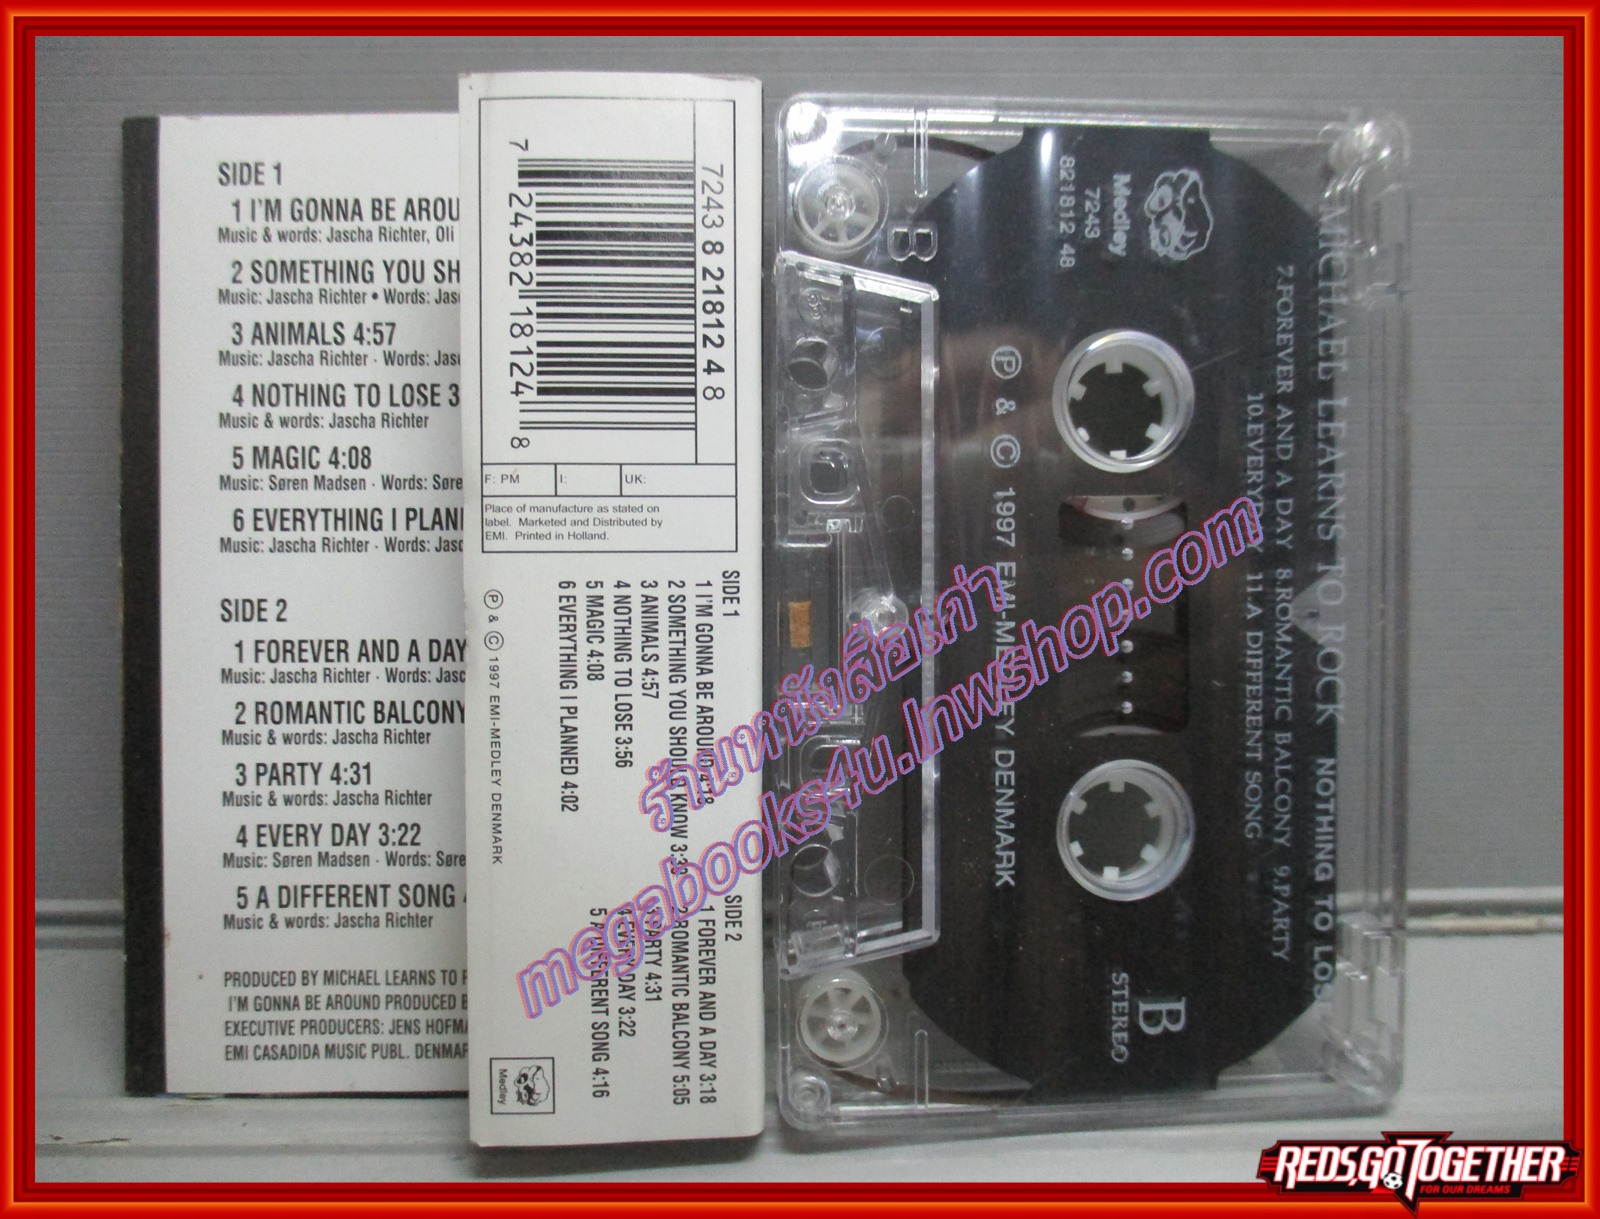 SIDE 1
1 I'M GONNA BE AROU
Music & words: Jascha Richter, Oli
2 SOMETHING YOU SH
Music: Jascha Richter • Words: Jas
3 ANIMALS 4:57
Music: Jascha Richter · Words: Jas
4 NOTHING TO LOSE 3
Music & words: Jascha Richter
5 MAGIC 4:08
Music: Søren Madsen · Words: Søre
6 EVERYTHING I PLANN
Music: Jascha Richter · Words: Jasc
SIDE 2
1 FOREVER AND A DAY
Music: Jascha Richter · Words: Jasc
2 ROMANTIC BALCONY
Music & words: Jascha Richter
3 PARTY 4:31
Music & words: Jascha Richter
4 EVERY DAY 3:22
Music: Søren Madsen · Words: Søre
5 A DIFFERENT SONG
Music & words: Jascha Richter
PRODUCED BY MICHAEL LEARNS TO R
I'M GONNA BE AROUND PRODUCED B
EXECUTIVE PRODUCERS: JENS HOFMA
EMI CASADIDA MUSIC PUBL. DENMAR
7243 8 21812 4 8
7 24382 18124 8
F: PM
I:
UK:
Place of manufacture as stated on
label. Marketed and Distributed by
EMI. Printed in Holland.
SIDE 1
1 I'M GONNA BE AROUND 4:18
2 SOMETHING YOU SHOULD KNOW 3:33
3 ANIMALS 4:57
4 NOTHING TO LOSE 3:56
5 MAGIC 4:08
6 EVERYTHING I PLANNED 4:02
SIDE 2
1 FOREVER AND A DAY 3:18
2 ROMANTIC BALCONY 5:05
3 PARTY 4:31
4 EVERY DAY 3:22
5 A DIFFERENT SONG 4:16
Ⓟ & Ⓒ 1997 EMI-MEDLEY DENMARK
Medley
B
Medley
7243
821812 48
MICHAEL LEARNS TO ROCK NOTHING TO LOS
7.FOREVER AND A DAY 8.ROMANTIC BALCONY 9.PARTY
10.EVERY DAY 11.A DIFFERENT SONG
Ⓟ & Ⓒ 1997 EMI-MEDLEY DENMARK
B
STEREO
ร้านหนังสือเก่า
megabooks4u.lnwshop.com
REDS,GO TOGETHER
FOR OUR DREAMS